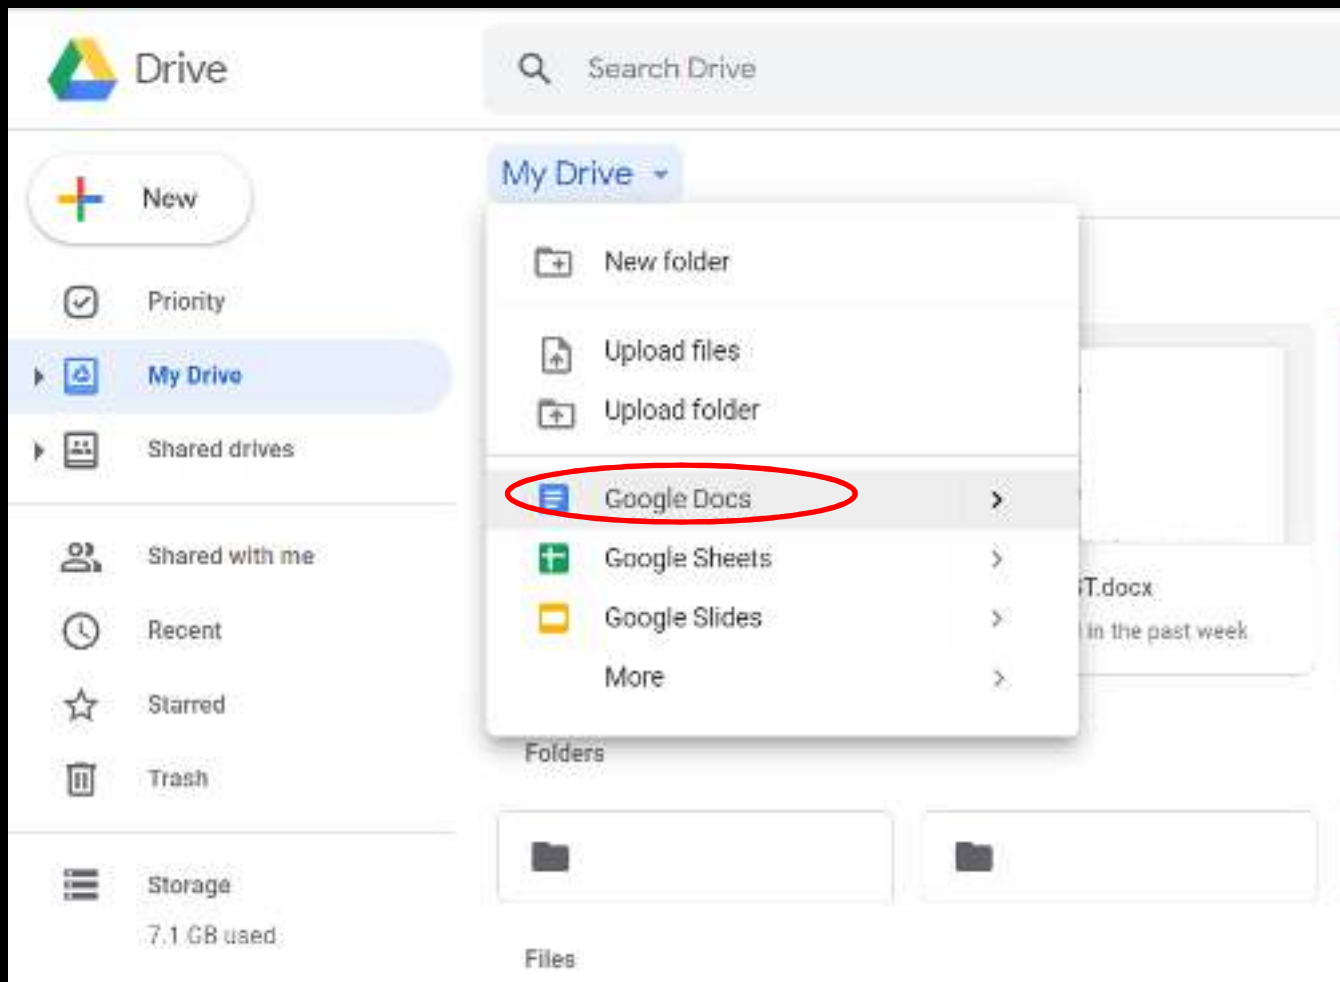 Drive
Search Drive
New
My Drive
New folder
Priority
Upload files
My Drive
Upload folder
Shared drives
Google Docs
Shared with me
Google Sheets
T.docx
Google Slides
Recent
in the past week
More
Starred
Folders
Trash
Storage
7.1 GB used
Files